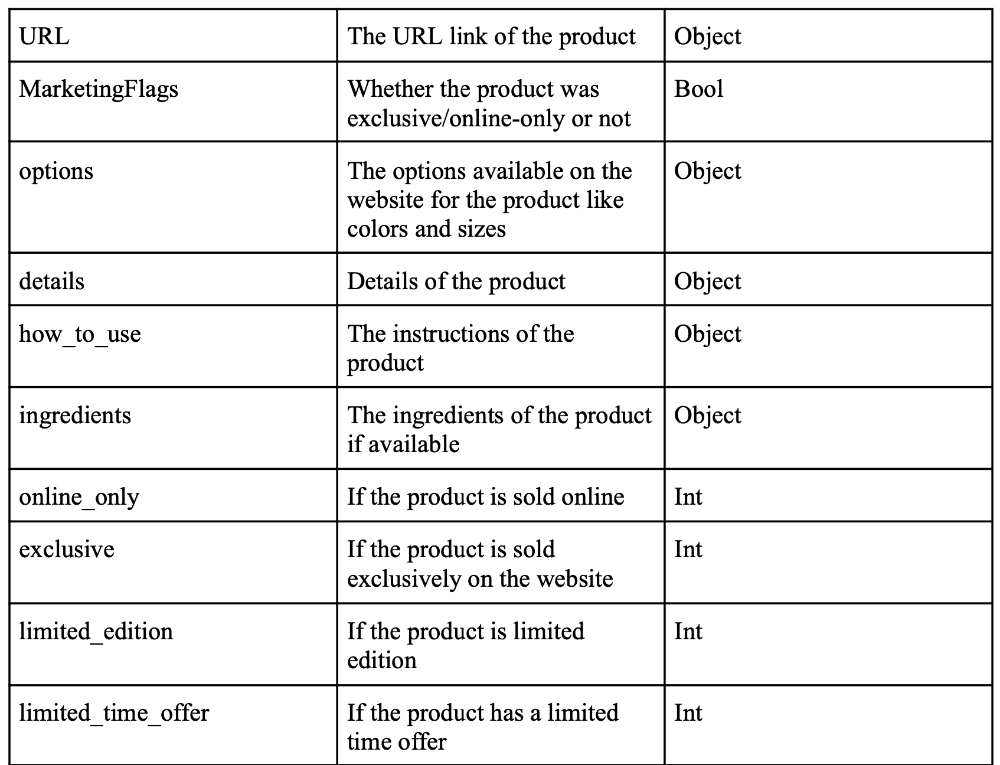 URL
The URL link of the product
Object
MarketingFlags
Whether the product was
exclusive/online-only or not
Bool
options
The options available on the
website for the product like
colors and sizes
Object
details
Details of the product
Object
how_to_use
The instructions of the
product
Object
ingredients
The ingredients of the product
if available
Object
online_only
If the product is sold online
Int
exclusive
If the product is sold
exclusively on the website
Int
limited_edition
If the product is limited
edition
Int
limited_time_offer
If the product has a limited
time offer
Int